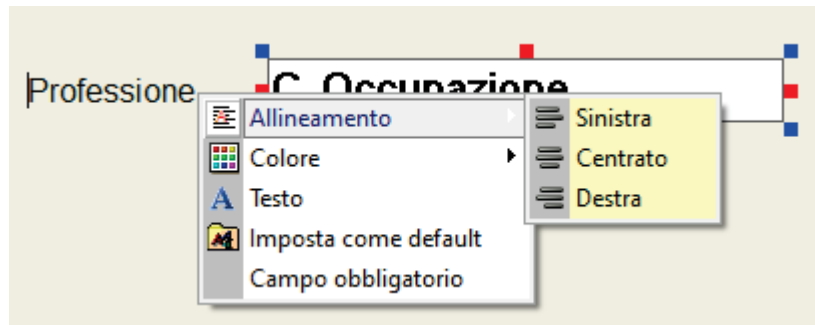 Professione
C_Occupazione
Allineamento
Colore
Testo
Imposta come default
Campo obbligatorio
Sinistra
Centrato
Destra